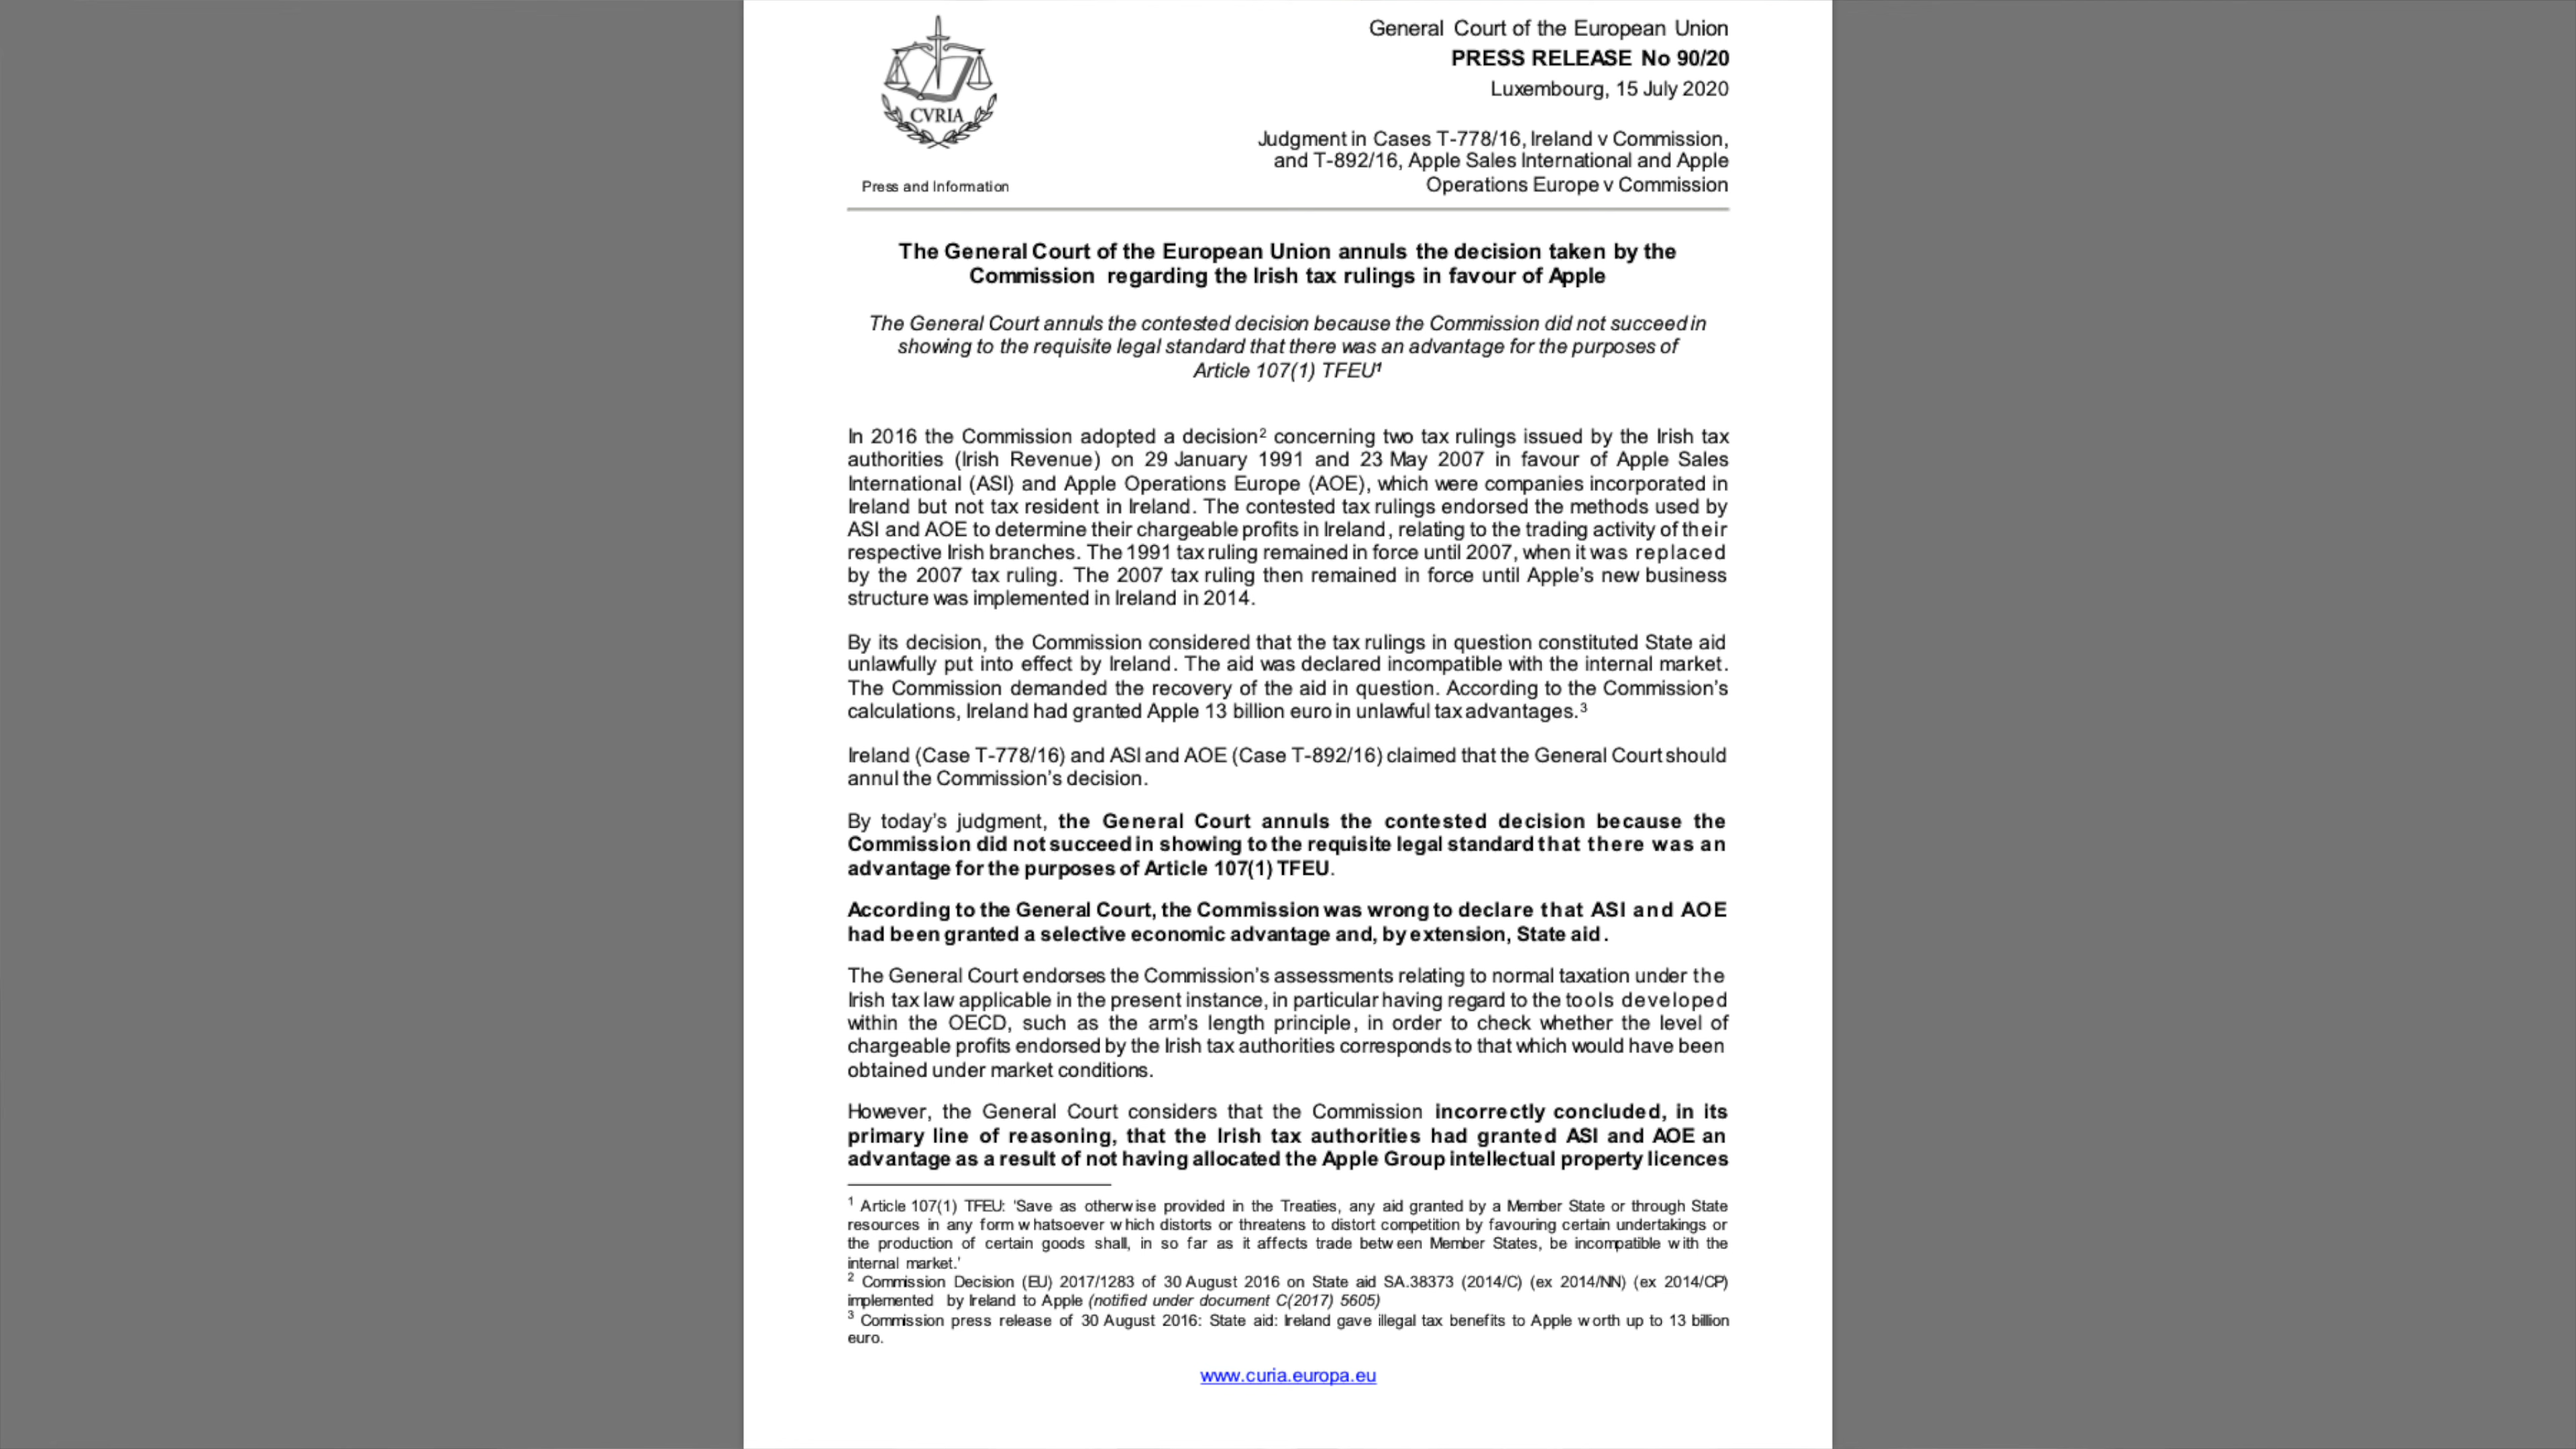 General Court of the European Union
PRESS RELEASE No 90/20
Luxembourg, 15 July 2020
CVRIA
Judgment in Cases T-778/16, Ireland v Commission,
and T-892/16, Apple Sales International and Apple
Operations Europe v Commission
Press and Information
The General Court of the European Union annuls the decision taken by the
Commission regarding the Irish tax rulings in favour of Apple
The General Court annuls the contested decision because the Commission did not succeed in
showing to the requisite legal standard that there was an advantage for the purposes of
Article 107(1) TFEU¹
In 2016 the Commission adopted a decision² concerning two tax rulings issued by the Irish tax
authorities (Irish Revenue) on 29 January 1991 and 23 May 2007 in favour of Apple Sales
International (ASI) and Apple Operations Europe (AOE), which were companies incorporated in
Ireland but not tax resident in Ireland. The contested tax rulings endorsed the methods used by
ASI and AOE to determine their chargeable profits in Ireland, relating to the trading activity of their
respective Irish branches. The 1991 tax ruling remained in force until 2007, when it was replaced
by the 2007 tax ruling. The 2007 tax ruling then remained in force until Apple's new business
structure was implemented in Ireland in 2014.
By its decision, the Commission considered that the tax rulings in question constituted State aid
unlawfully put into effect by Ireland. The aid was declared incompatible with the internal market.
The Commission demanded the recovery of the aid in question. According to the Commission's
calculations, Ireland had granted Apple 13 billion euro in unlawful tax advantages.³
Ireland (Case T-778/16) and ASI and AOE (Case T-892/16) claimed that the General Court should
annul the Commission's decision.
By today's judgment, the General Court annuls the contested decision because the
Commission did not succeed in showing to the requisite legal standard that there was an
advantage for the purposes of Article 107(1) TFEU.
According to the General Court, the Commission was wrong to declare that ASI and AOE
had been granted a selective economic advantage and, by extension, State aid.
The General Court endorses the Commission's assessments relating to normal taxation under the
Irish tax law applicable in the present instance, in particular having regard to the tools developed
within the OECD, such as the arm's length principle, in order to check whether the level of
chargeable profits endorsed by the Irish tax authorities corresponds to that which would have been
obtained under market conditions.
However, the General Court considers that the Commission incorrectly concluded, in its
primary line of reasoning, that the Irish tax authorities had granted ASI and AOE an
advantage as a result of not having allocated the Apple Group intellectual property licences
¹ Article 107(1) TFEU: 'Save as otherwise provided in the Treaties, any aid granted by a Member State or through State
resources in any form whatsoever which distorts or threatens to distort competition by favouring certain undertakings or
the production of certain goods shall, in so far as it affects trade between Member States, be incompatible with the
internal market.'
² Commission Decision (EU) 2017/1283 of 30 August 2016 on State aid SA.38373 (2014/C) (ex 2014/NN) (ex 2014/CP)
implemented by Ireland to Apple (notified under document C(2017) 5605)
³ Commission press release of 30 August 2016: State aid: Ireland gave illegal tax benefits to Apple worth up to 13 billion
euro.
www.curia.europa.eu